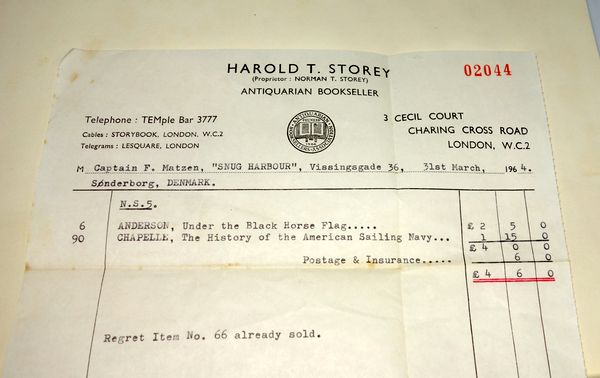 HAROLD T. STOREY
02044
(Proprietor : NORMAN T. STOREY)
ANTIQUARIAN BOOKSELLER
Telephone : TEMple Bar 3777
3 CECIL COURT
Cables : STORYBOOK, LONDON, W.C.2
CHARING CROSS ROAD
Telegrams : LESQUARE, LONDON
LONDON, W.C.2
M Captain F. Matzen, "SNUG HARBOUR", Vissingsgade 36, 31st March, 1964.
Sønderborg, DENMARK.
N.S.5.
6 ANDERSON, Under the Black Horse Flag..... £ 2 5 0
90 CHAPELLE, The History of the American Sailing Navy... 1 15 0
£ 4 0 0
Postage & Insurance..... 6 0
£ 4 6 0
Regret Item No. 66 already sold.